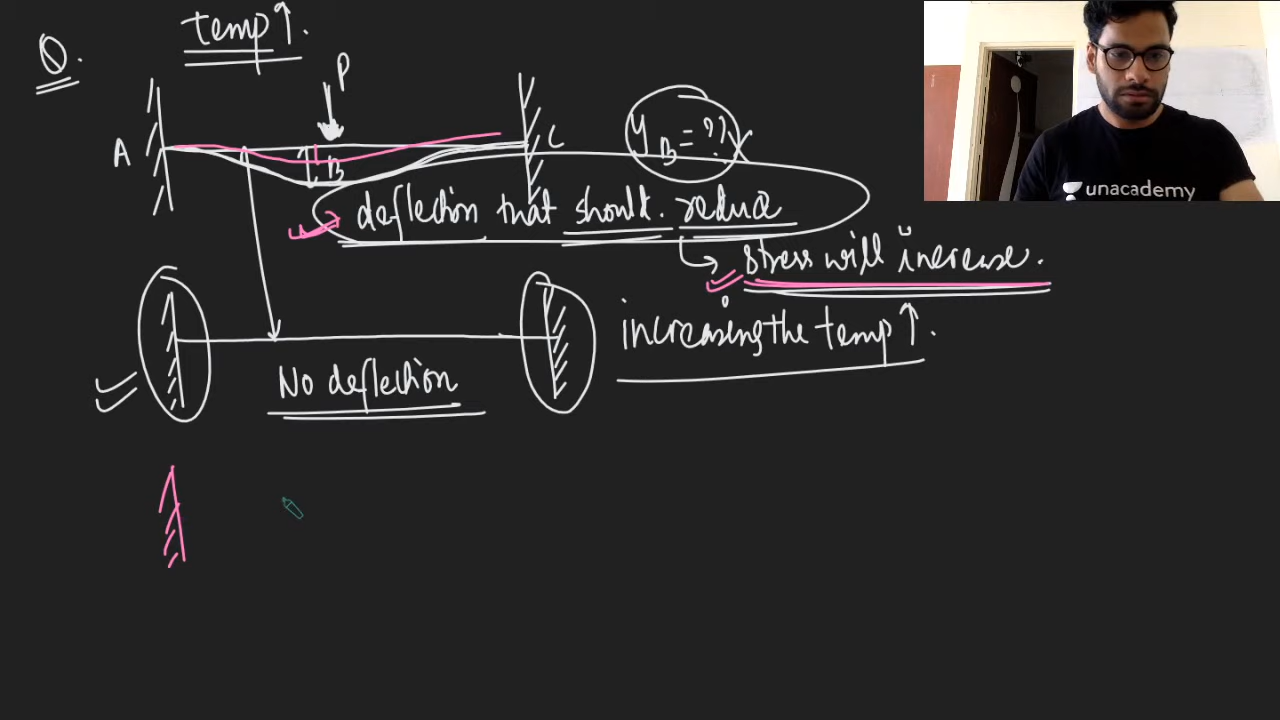 Q.
temp↑.
P
A
B
C
y_B = ??
deflection that should. reduce
→ stress will increase.
increasing the temp↑.
No deflection
unacademy